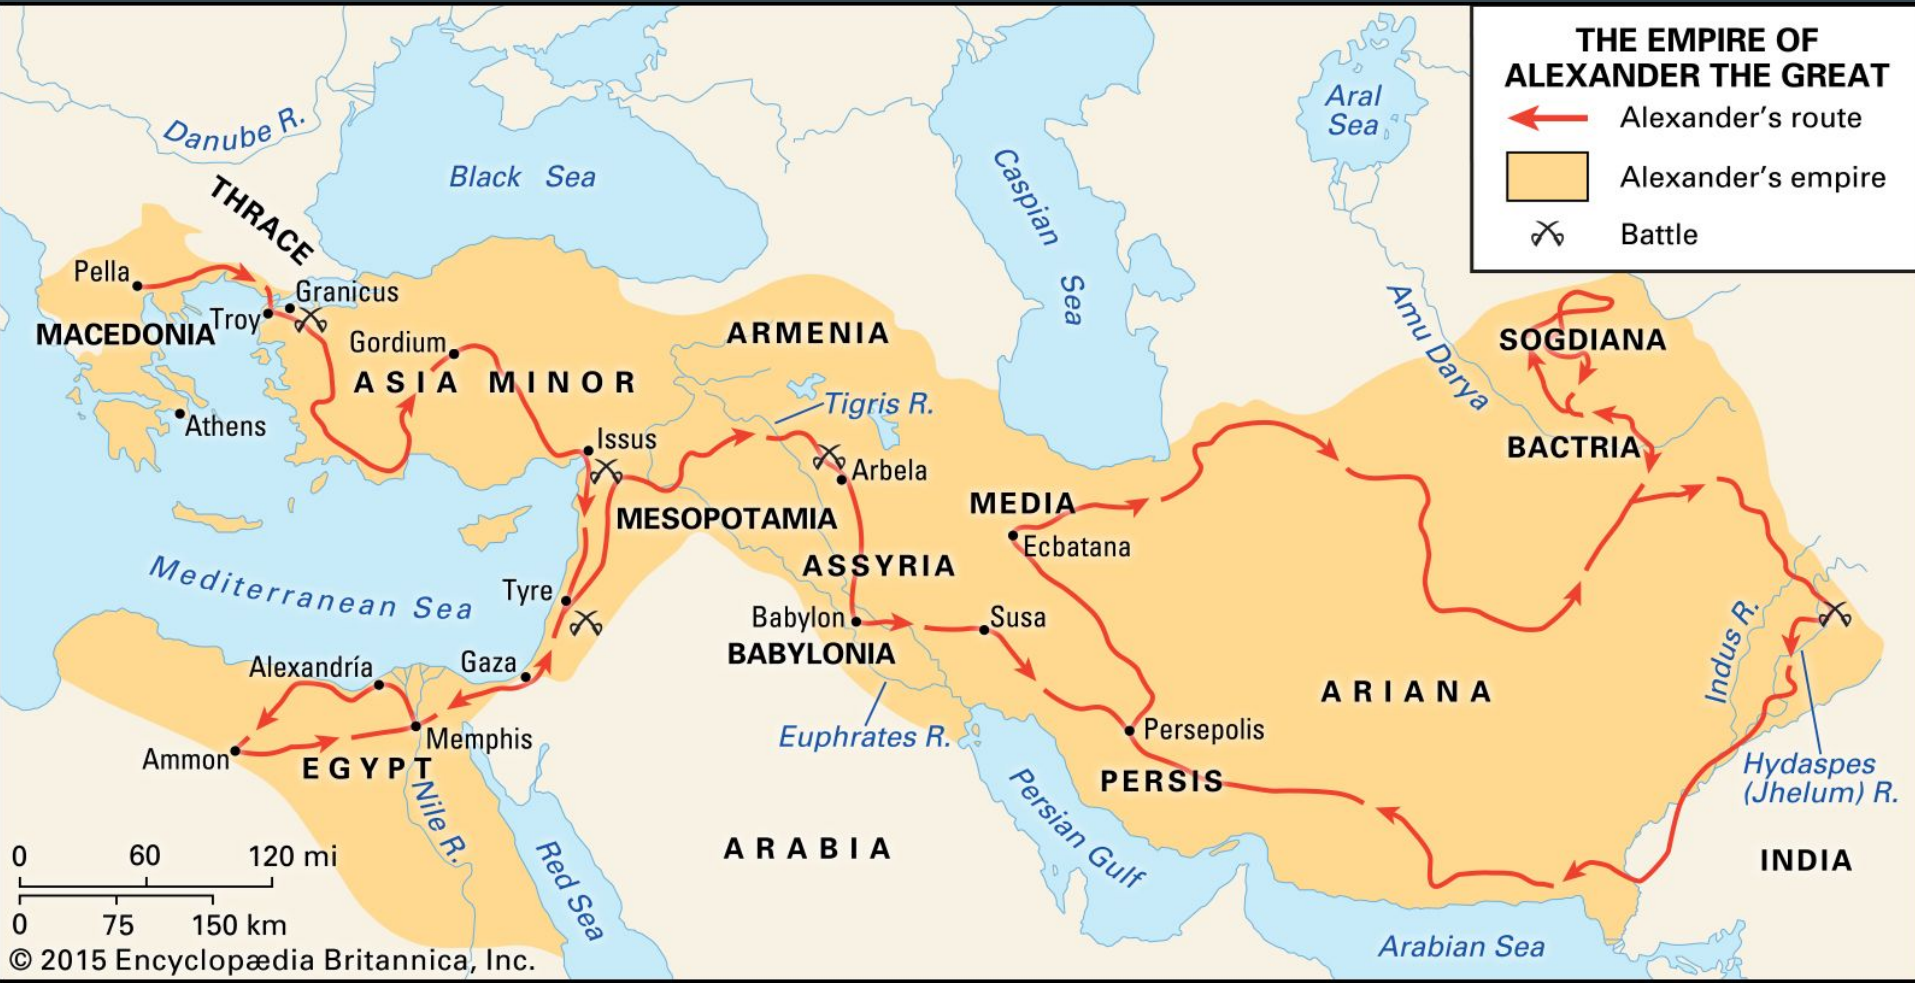 THE EMPIRE OF
ALEXANDER THE GREAT
Alexander's route
Alexander's empire
Battle
Danube R.
Black Sea
Caspian Sea
Aral
Sea
Amu Darya
THRACE
Pella
Granicus
MACEDONIA
Troy
Gordium
ASIA MINOR
Athens
ARMENIA
Tigris R.
Issus
Arbela
MESOPOTAMIA
ASSYRIA
MEDIA
Ecbatana
SOGDIANA
BACTRIA
Mediterranean Sea
Tyre
Babylon
Susa
BABYLONIA
Alexandría
Gaza
Ammon
Memphis
EGYPT
Nile R.
Euphrates R.
Persepolis
PERSIS
ARIANA
Indus R.
Hydaspes
(Jhelum) R.
INDIA
ARABIA
Red Sea
Persian Gulf
Arabian Sea
0 60 120 mi
0 75 150 km
© 2015 Encyclopædia Britannica, Inc.